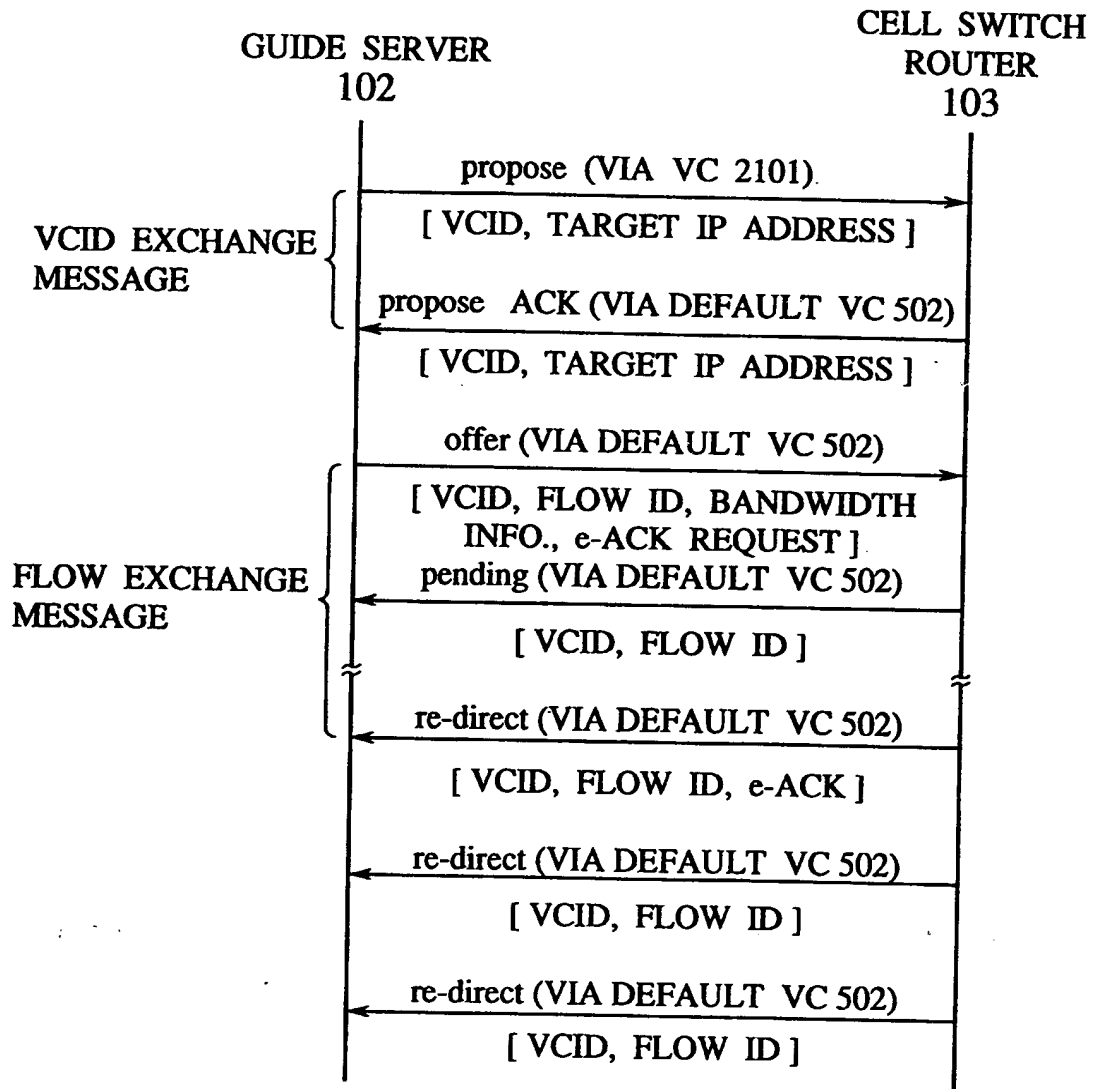 GUIDE SERVER
102
CELL SWITCH
ROUTER
103
propose (VIA VC 2101)
[ VCID, TARGET IP ADDRESS ]
VCID EXCHANGE
MESSAGE
propose ACK (VIA DEFAULT VC 502)
[ VCID, TARGET IP ADDRESS ]
offer (VIA DEFAULT VC 502)
[ VCID, FLOW ID, BANDWIDTH
INFO., e-ACK REQUEST ]
FLOW EXCHANGE
MESSAGE
pending (VIA DEFAULT VC 502)
[ VCID, FLOW ID ]
re-direct (VIA DEFAULT VC 502)
[ VCID, FLOW ID, e-ACK ]
re-direct (VIA DEFAULT VC 502)
[ VCID, FLOW ID ]
re-direct (VIA DEFAULT VC 502)
[ VCID, FLOW ID ]